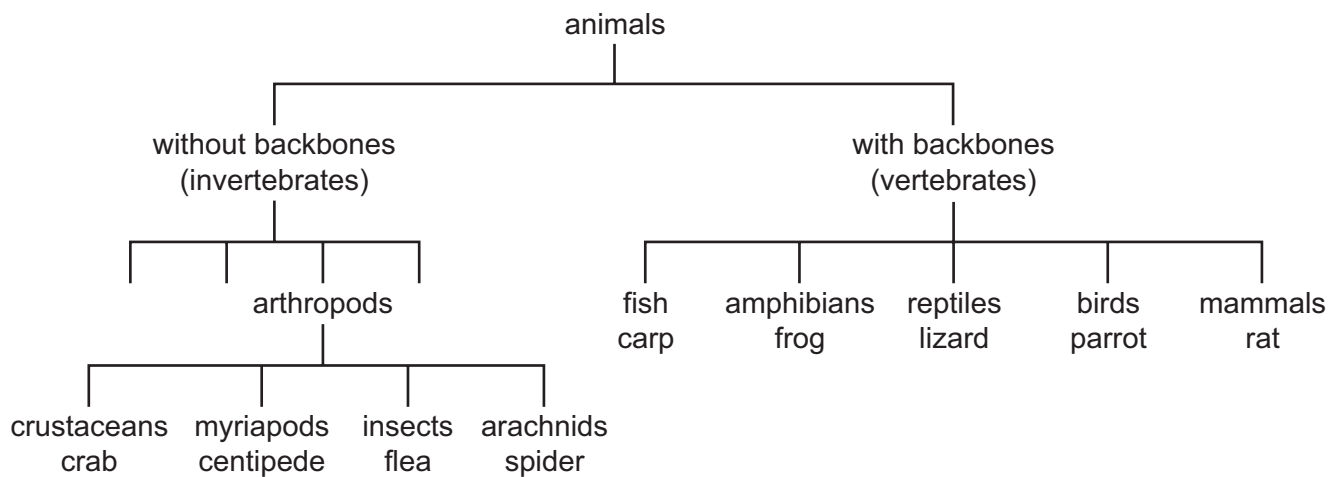 animals
without backbones
(invertebrates)
with backbones
(vertebrates)
arthropods
fish
carp
amphibians
frog
reptiles
lizard
birds
parrot
mammals
rat
crustaceans
crab
myriapods
centipede
insects
flea
arachnids
spider